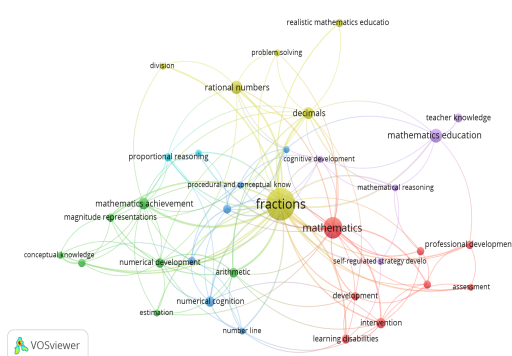 realistic mathematics educatio
problem solving
division
rational numbers
decimals
teacher knowledge
mathematics education
proportional reasoning
cognitive development
procedural and conceptual know
mathematical reasoning
mathematics achievement
fractions
magnitude representations
mathematics
professional developmen
conceptual knowledge
numerical development
self-regulated strategy develo
arithmetic
assessment
development
numerical cognition
estimation
intervention
number line
learning disabilities
VOSviewer